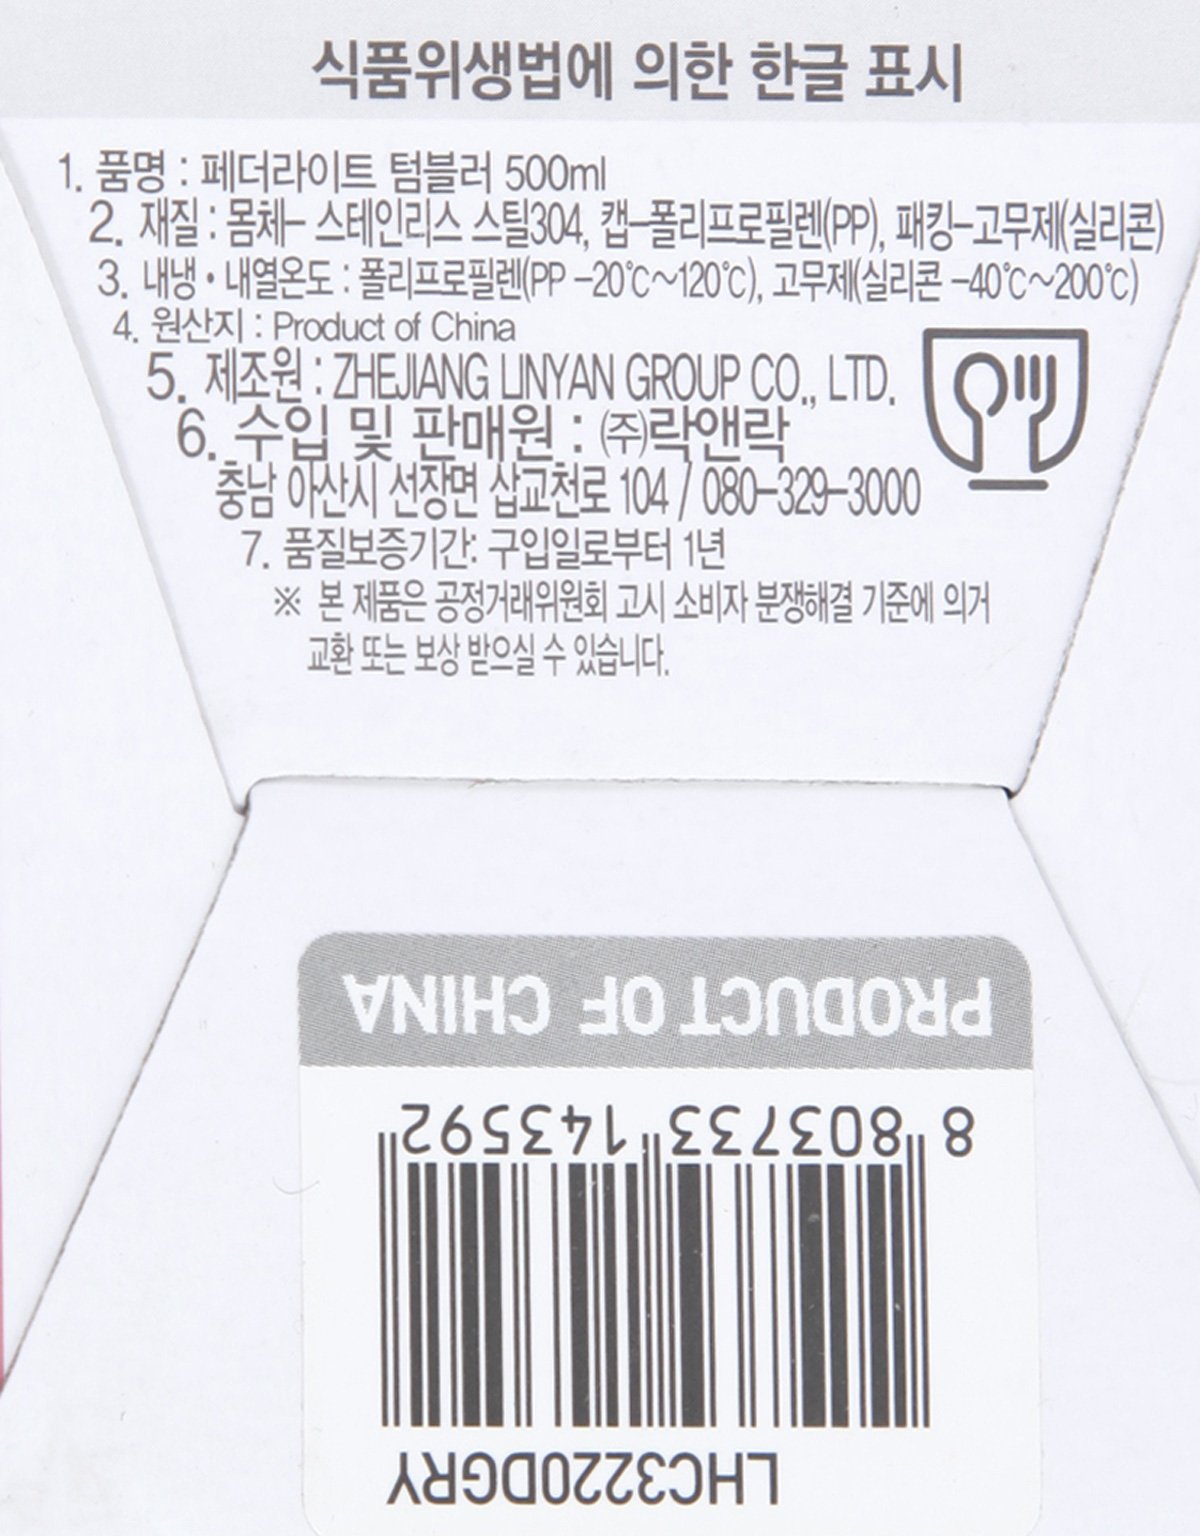 식품위생법에 의한 한글 표시
1. 품명 : 페더라이트 텀블러 500ml
2. 재질 : 몸체- 스테인리스 스틸304, 캡-폴리프로필렌(PP), 패킹-고무제(실리콘)
3. 내냉·내열온도 : 폴리프로필렌(PP -20℃~120℃), 고무제(실리콘 -40℃~200℃)
4. 원산지 : Product of China
5. 제조원 : ZHEJIANG LINYAN GROUP CO., LTD.
6. 수입 및 판매원 : (주)락앤락
충남 아산시 선장면 삽교천로 104 / 080-329-3000
7. 품질보증기간: 구입일로부터 1년
※ 본 제품은 공정거래위원회 고시 소비자 분쟁해결 기준에 의거
교환 또는 보상 받으실 수 있습니다.
PRODUCT OF CHINA
8 803733 143592
LHC3220DGRY